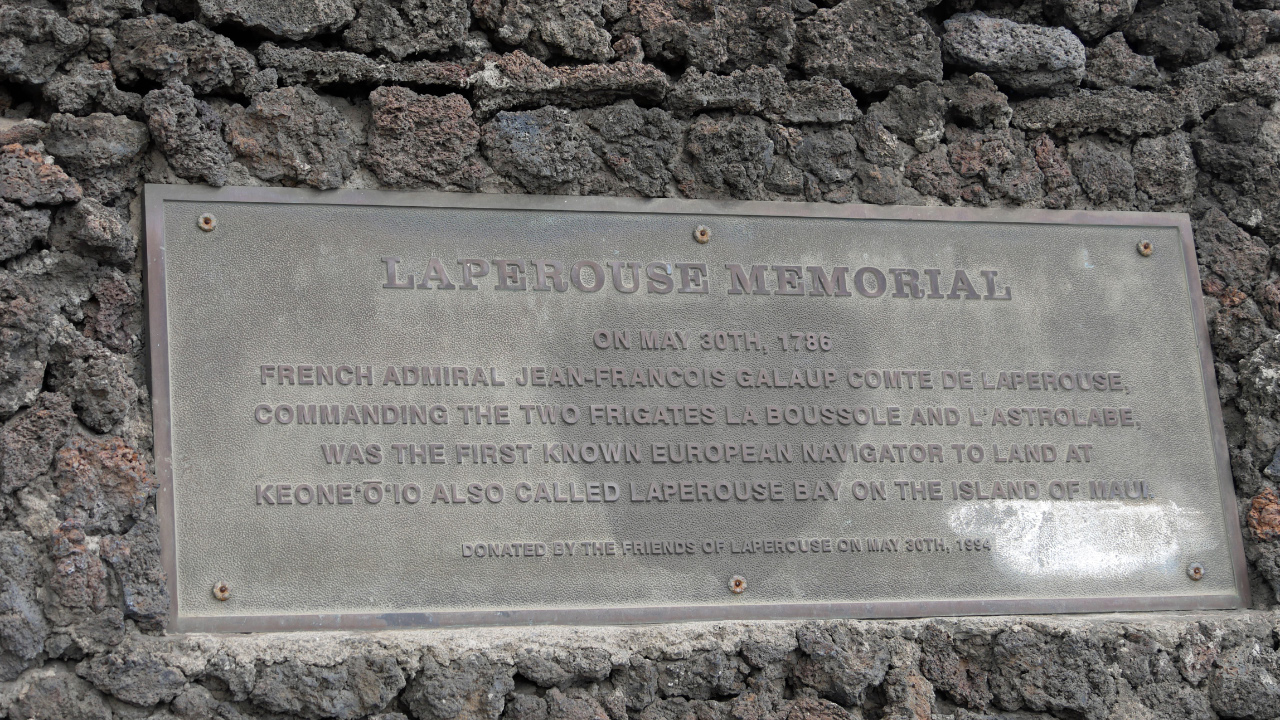 LAPEROUSE MEMORIAL
ON MAY 30TH, 1786
FRENCH ADMIRAL JEAN-FRANCOIS GALAUP COMTE DE LAPEROUSE,
COMMANDING THE TWO FRIGATES LA BOUSSOLE AND L'ASTROLABE,
WAS THE FIRST KNOWN EUROPEAN NAVIGATOR TO LAND AT
KEONEʻŌʻIO ALSO CALLED LAPEROUSE BAY ON THE ISLAND OF MAUI.
DONATED BY THE FRIENDS OF LAPEROUSE ON MAY 30TH, 1994